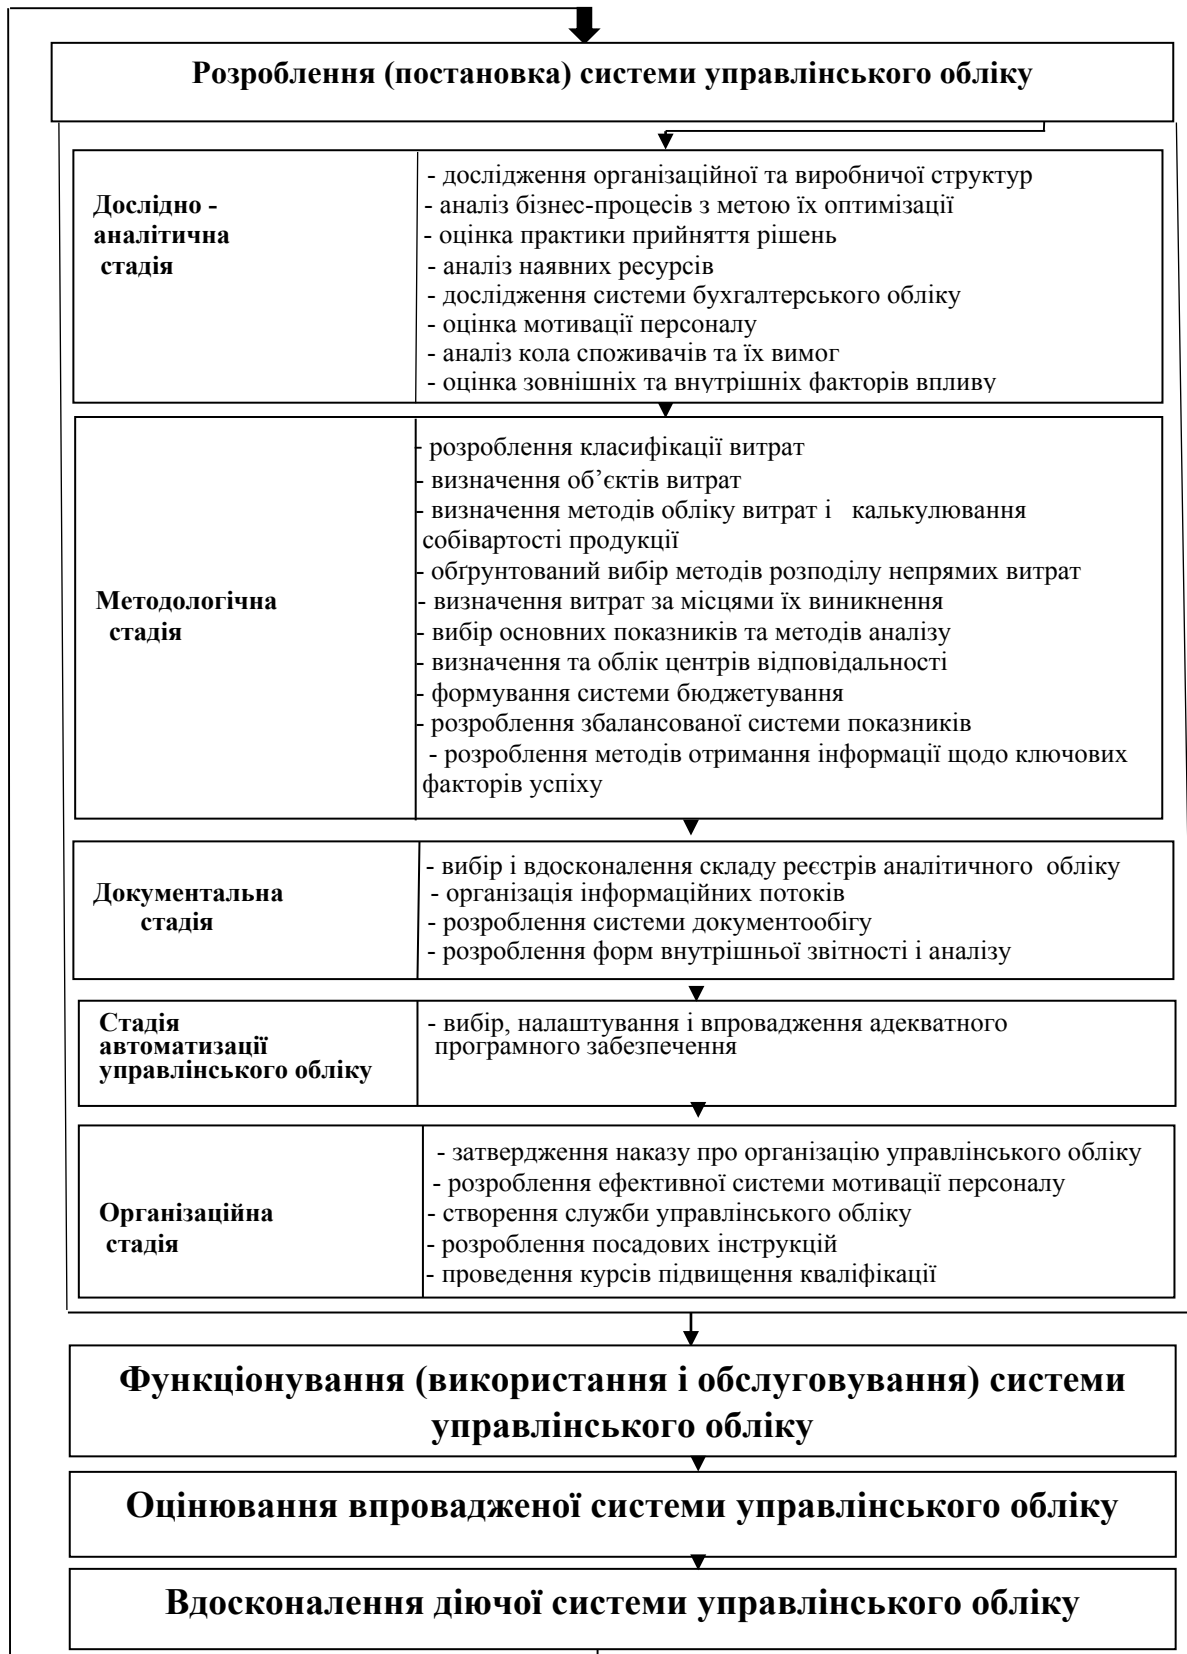 Розроблення (постановка) системи управлінського обліку
Дослідно -
аналітична
стадія
- дослідження організаційної та виробничої структур
- аналіз бізнес-процесів з метою їх оптимізації
- оцінка практики прийняття рішень
- аналіз наявних ресурсів
- дослідження системи бухгалтерського обліку
- оцінка мотивації персоналу
- аналіз кола споживачів та їх вимог
- оцінка зовнішніх та внутрішніх факторів впливу
Методологічна
стадія
- розроблення класифікації витрат
- визначення об’єктів витрат
- визначення методів обліку витрат і калькулювання
собівартості продукції
- обґрунтований вибір методів розподілу непрямих витрат
- визначення витрат за місцями їх виникнення
- вибір основних показників та методів аналізу
- визначення та облік центрів відповідальності
- формування системи бюджетування
- розроблення збалансованої системи показників
- розроблення методів отримання інформації щодо ключових
факторів успіху
Документальна
стадія
- вибір і вдосконалення складу реєстрів аналітичного обліку
- організація інформаційних потоків
- розроблення системи документообігу
- розроблення форм внутрішньої звітності і аналізу
Стадія
автоматизації
управлінського обліку
- вибір, налаштування і впровадження адекватного
програмного забезпечення
Організаційна
стадія
- затвердження наказу про організацію управлінського обліку
- розроблення ефективної системи мотивації персоналу
- створення служби управлінського обліку
- розроблення посадових інструкцій
- проведення курсів підвищення кваліфікації
Функціонування (використання і обслуговування) системи
управлінського обліку
Оцінювання впровадженої системи управлінського обліку
Вдосконалення діючої системи управлінського обліку